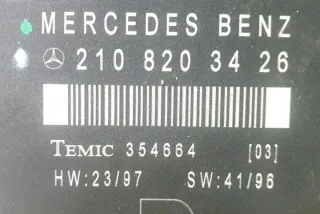 MERCEDES BENZ
210 820 34 26
TEMIC 354664 [03]
HW:23/97 SW:41/96